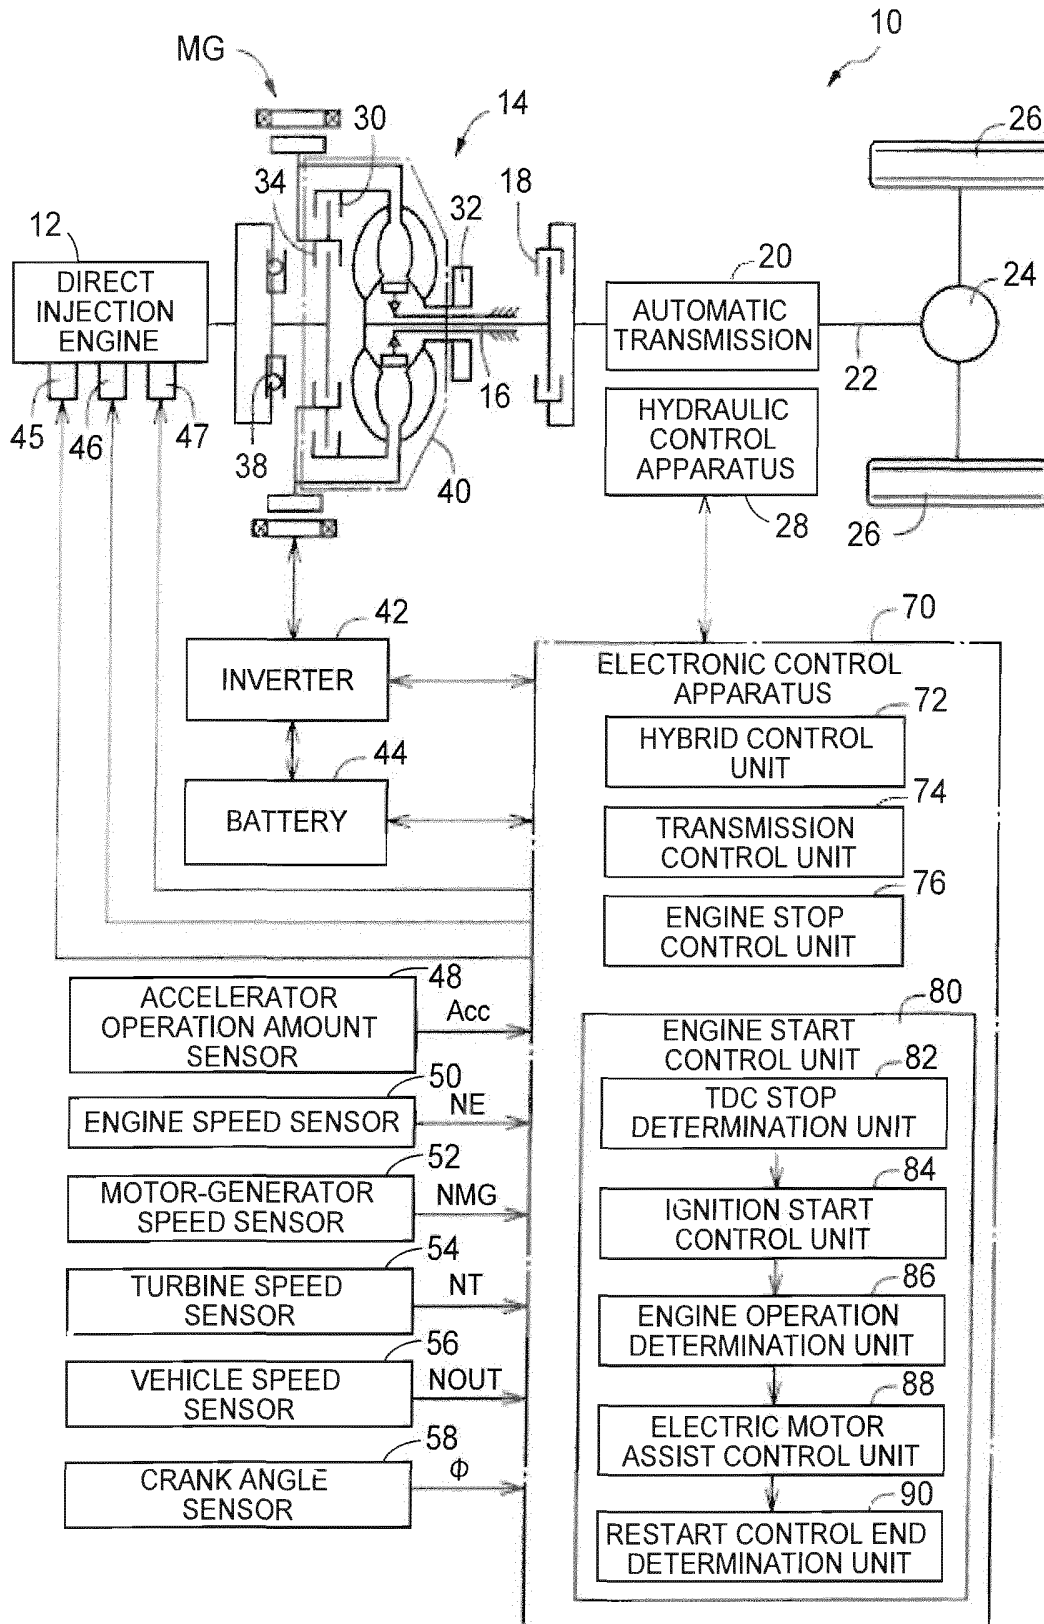 10
MG
14
26
30
34
18
32
12
20
24
DIRECT
INJECTION
ENGINE
AUTOMATIC
TRANSMISSION
16
22
45
46
47
38
40
HYDRAULIC
CONTROL
APPARATUS
28
26
42
INVERTER
44
BATTERY
70
ELECTRONIC CONTROL
APPARATUS
72
HYBRID CONTROL
UNIT
74
TRANSMISSION
CONTROL UNIT
76
ENGINE STOP
CONTROL UNIT
48
ACCELERATOR
OPERATION AMOUNT
SENSOR
Acc
50
ENGINE SPEED SENSOR
NE
52
MOTOR-GENERATOR
SPEED SENSOR
NMG
54
TURBINE SPEED
SENSOR
NT
56
VEHICLE SPEED
SENSOR
NOUT
58
CRANK ANGLE
SENSOR
Φ
80
ENGINE START
CONTROL UNIT
82
TDC STOP
DETERMINATION UNIT
84
IGNITION START
CONTROL UNIT
86
ENGINE OPERATION
DETERMINATION UNIT
88
ELECTRIC MOTOR
ASSIST CONTROL UNIT
90
RESTART CONTROL END
DETERMINATION UNIT